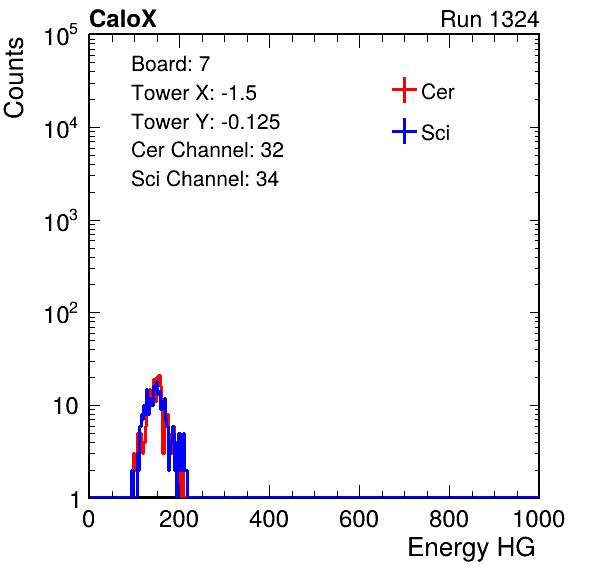 CaloX Run 1324
Counts
10^5
10^4
10^3
10^2
10
1
Board: 7
Tower X: -1.5
Tower Y: -0.125
Cer Channel: 32
Sci Channel: 34
Cer
Sci
0 200 400 600 800 1000
Energy HG